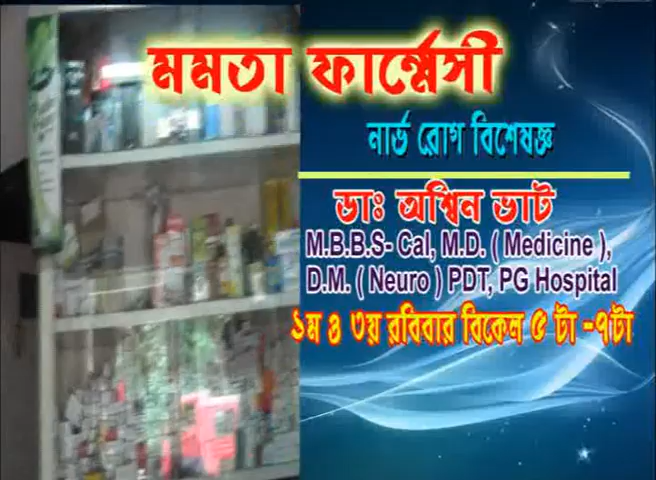 মমতা ফার্ম্মেসী
নার্ভ রোগ বিশেষজ্ঞ
ডাঃ অশ্বিন ভাট
M.B.B.S- Cal, M.D. ( Medicine ),
D.M. ( Neuro ) PDT, PG Hospital
১ম ও ৩য় রবিবার বিকেল ৫ টা -৭টা